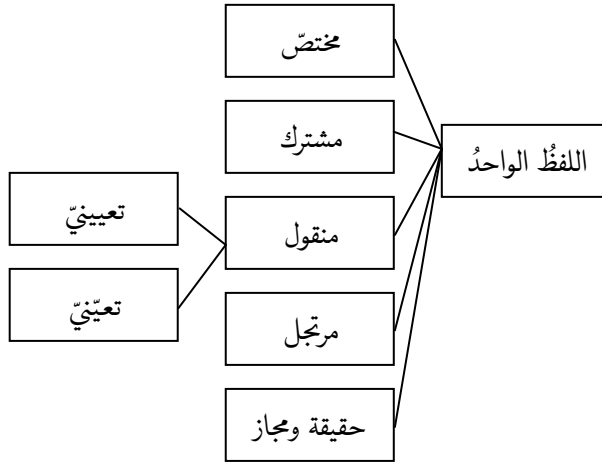 اللفظُ الواحدُ
مختصّ
مشترك
منقول
تعيينيّ
تعيّنيّ
مرتجل
حقيقة ومجاز